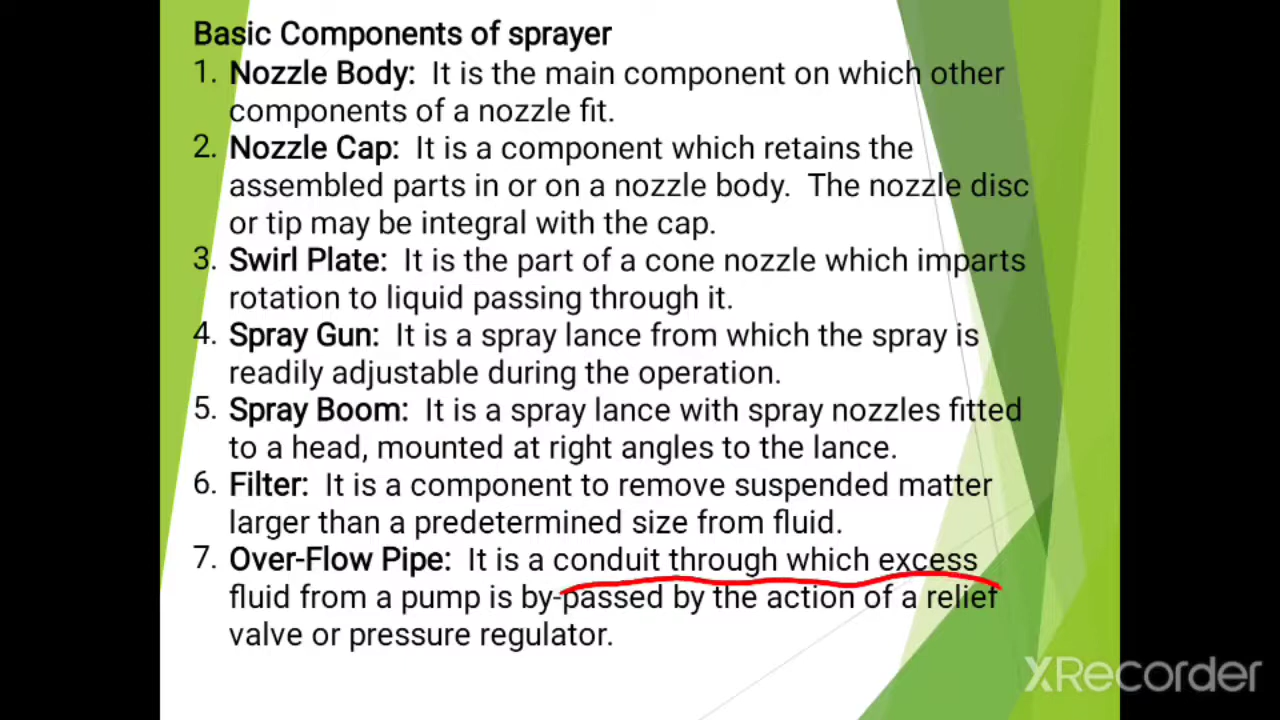 Basic Components of sprayer
1. Nozzle Body: It is the main component on which other
components of a nozzle fit.
2. Nozzle Cap: It is a component which retains the
assembled parts in or on a nozzle body. The nozzle disc
or tip may be integral with the cap.
3. Swirl Plate: It is the part of a cone nozzle which imparts
rotation to liquid passing through it.
4. Spray Gun: It is a spray lance from which the spray is
readily adjustable during the operation.
5. Spray Boom: It is a spray lance with spray nozzles fitted
to a head, mounted at right angles to the lance.
6. Filter: It is a component to remove suspended matter
larger than a predetermined size from fluid.
7. Over-Flow Pipe: It is a conduit through which excess
fluid from a pump is by-passed by the action of a relief
valve or pressure regulator.
XRecorder